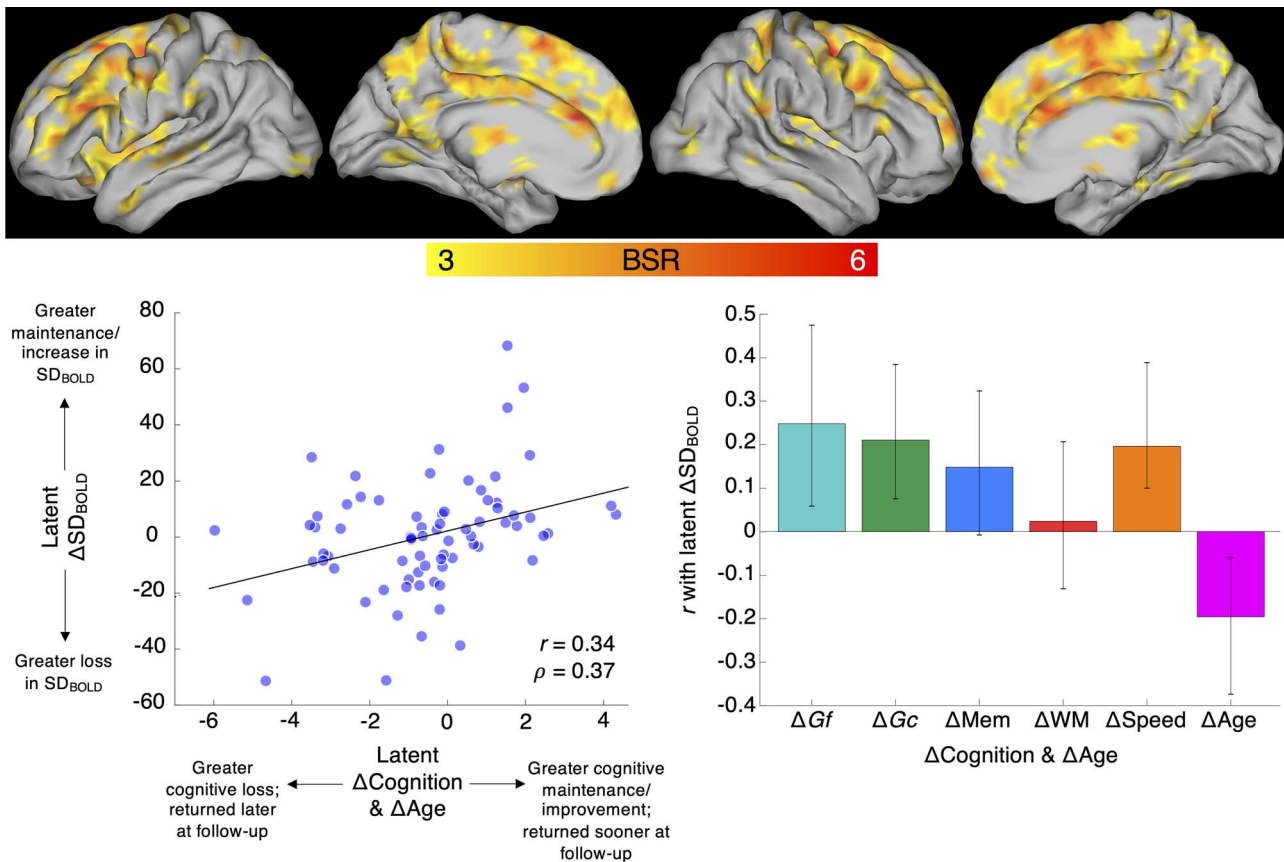 3 BSR 6
Greater
maintenance/
increase in
SD_BOLD
Latent
ΔSD_BOLD
Greater loss
in SD_BOLD
80
60
40
20
0
-20
-40
-60
r = 0.34
ρ = 0.37
-6 -4 -2 0 2 4
Greater
cognitive loss;
returned later
at follow-up
Latent
ΔCognition
& ΔAge
Greater cognitive
maintenance/
improvement;
returned sooner at
follow-up
r with latent ΔSD_BOLD
0.5
0.4
0.3
0.2
0.1
0
-0.1
-0.2
-0.3
-0.4
ΔGf ΔGc ΔMem ΔWM ΔSpeed ΔAge
ΔCognition & ΔAge